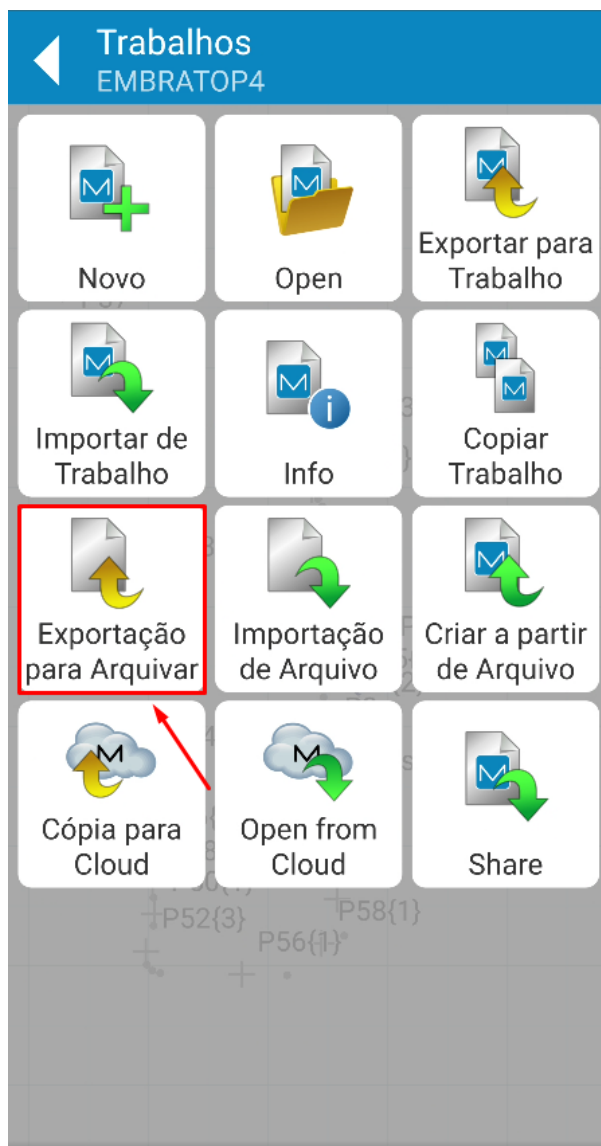 Trabalhos
EMBRATOP4
Novo
Open
Exportar para
Trabalho
Importar de
Trabalho
Info
Copiar
Trabalho
Exportação
para Arquivar
Importação
de Arquivo
Criar a partir
de Arquivo
Cópia para
Cloud
Open from
Cloud
Share
P52{3}
P58{1}
P56{1}